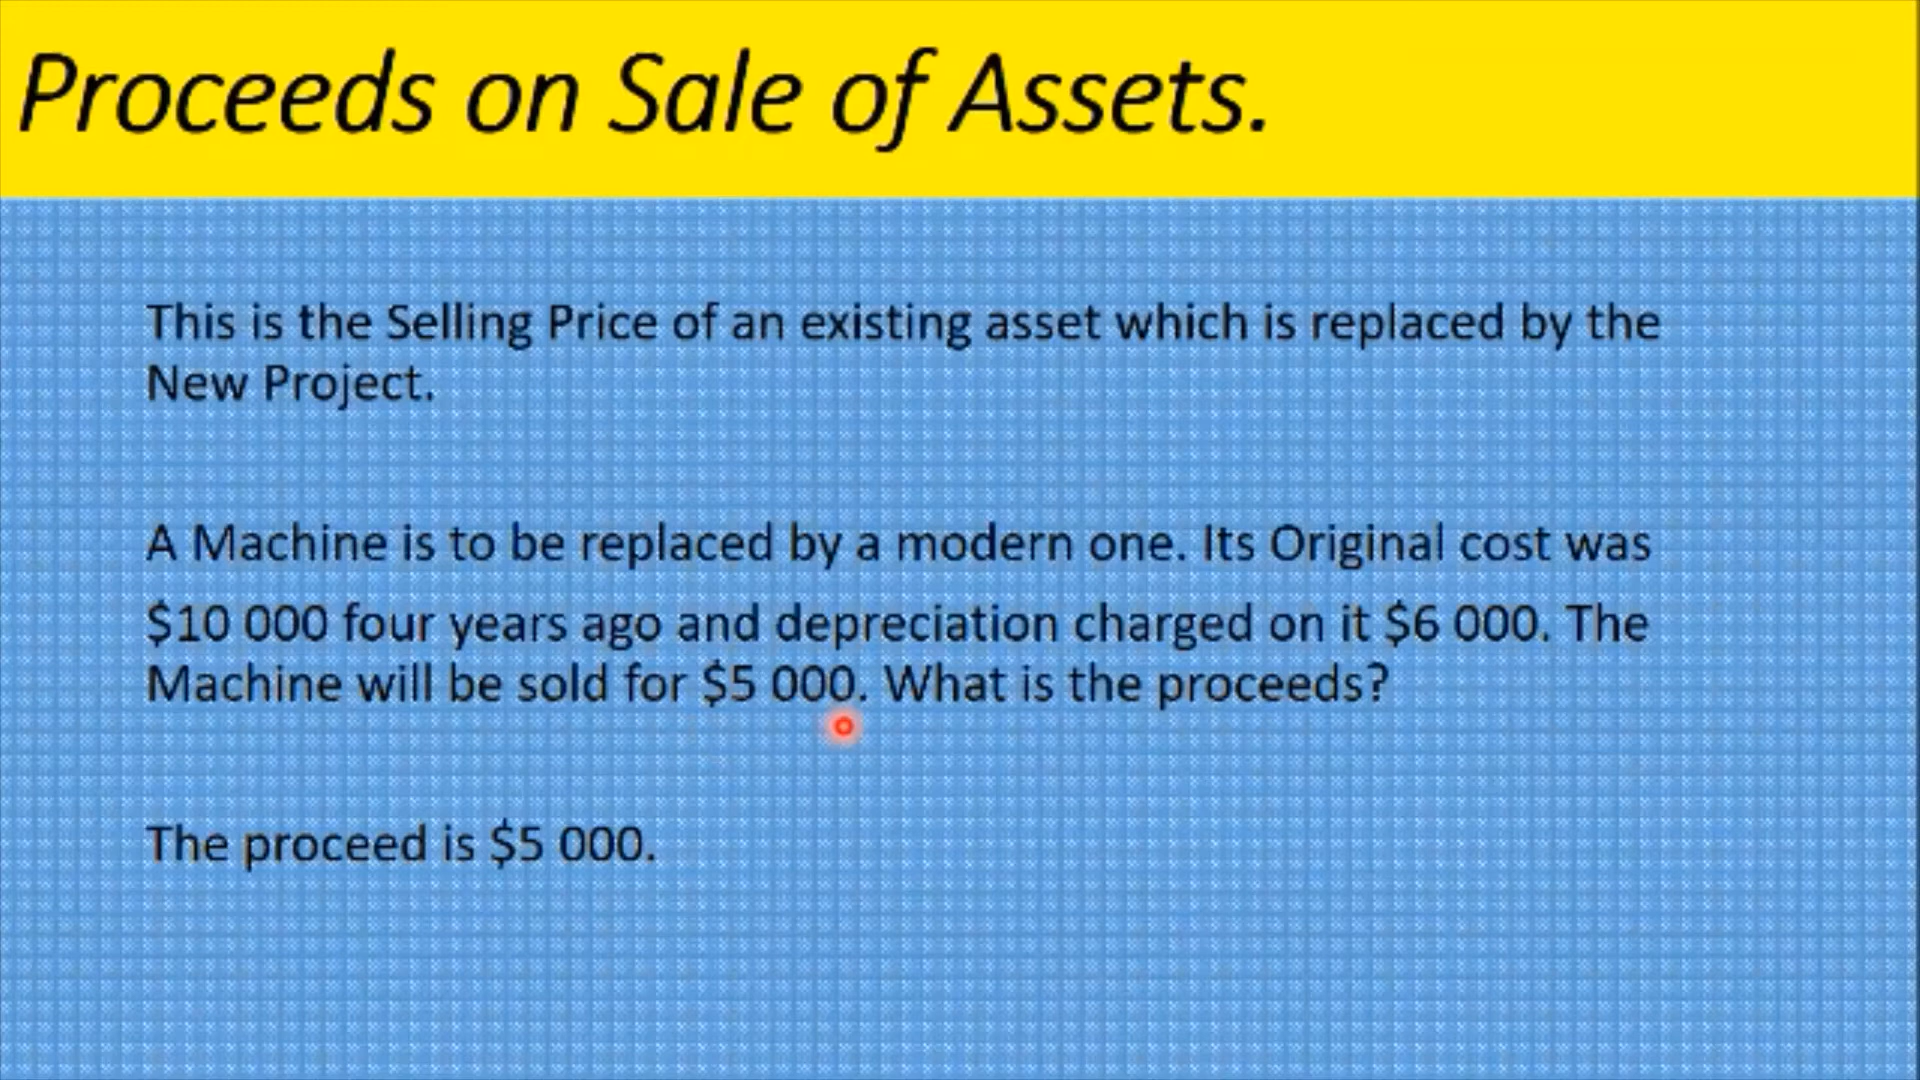 Proceeds on Sale of Assets.
This is the Selling Price of an existing asset which is replaced by the
New Project.
A Machine is to be replaced by a modern one. Its Original cost was
$10 000 four years ago and depreciation charged on it $6 000. The
Machine will be sold for $5 000. What is the proceeds?
The proceed is $5 000.